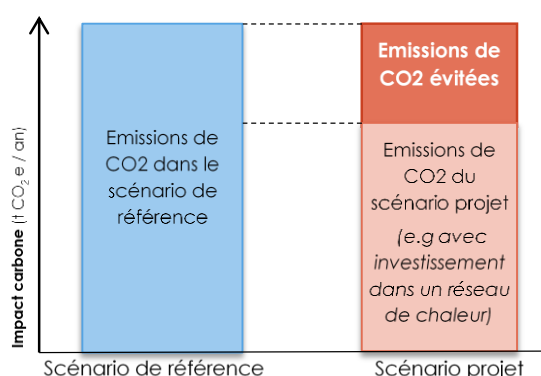 Impact carbone (t CO2 e / an)
Emissions de
CO2 dans le
scénario de
référence
Emissions de
CO2 évitées
Emissions de
CO2 du
scénario projet
(e.g avec
investissement
dans un réseau
de chaleur)
Scénario de référence
Scénario projet